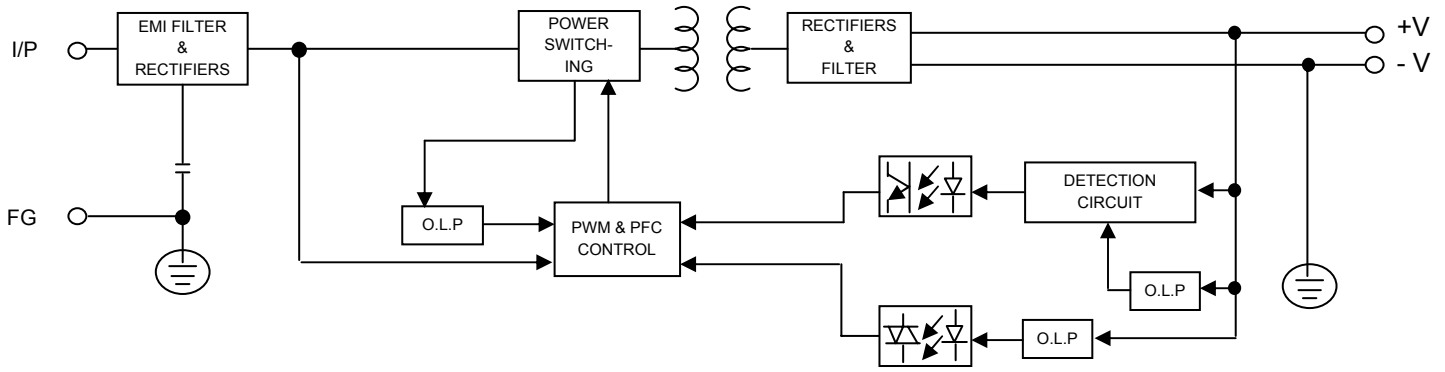 I/P
EMI FILTER
&
RECTIFIERS
POWER
SWITCH-
ING
RECTIFIERS
&
FILTER
+V
- V
FG
O.L.P
PWM & PFC
CONTROL
DETECTION
CIRCUIT
O.L.P
O.L.P